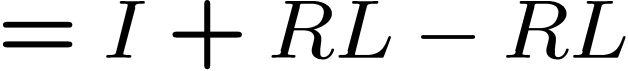 = I + RL − RL